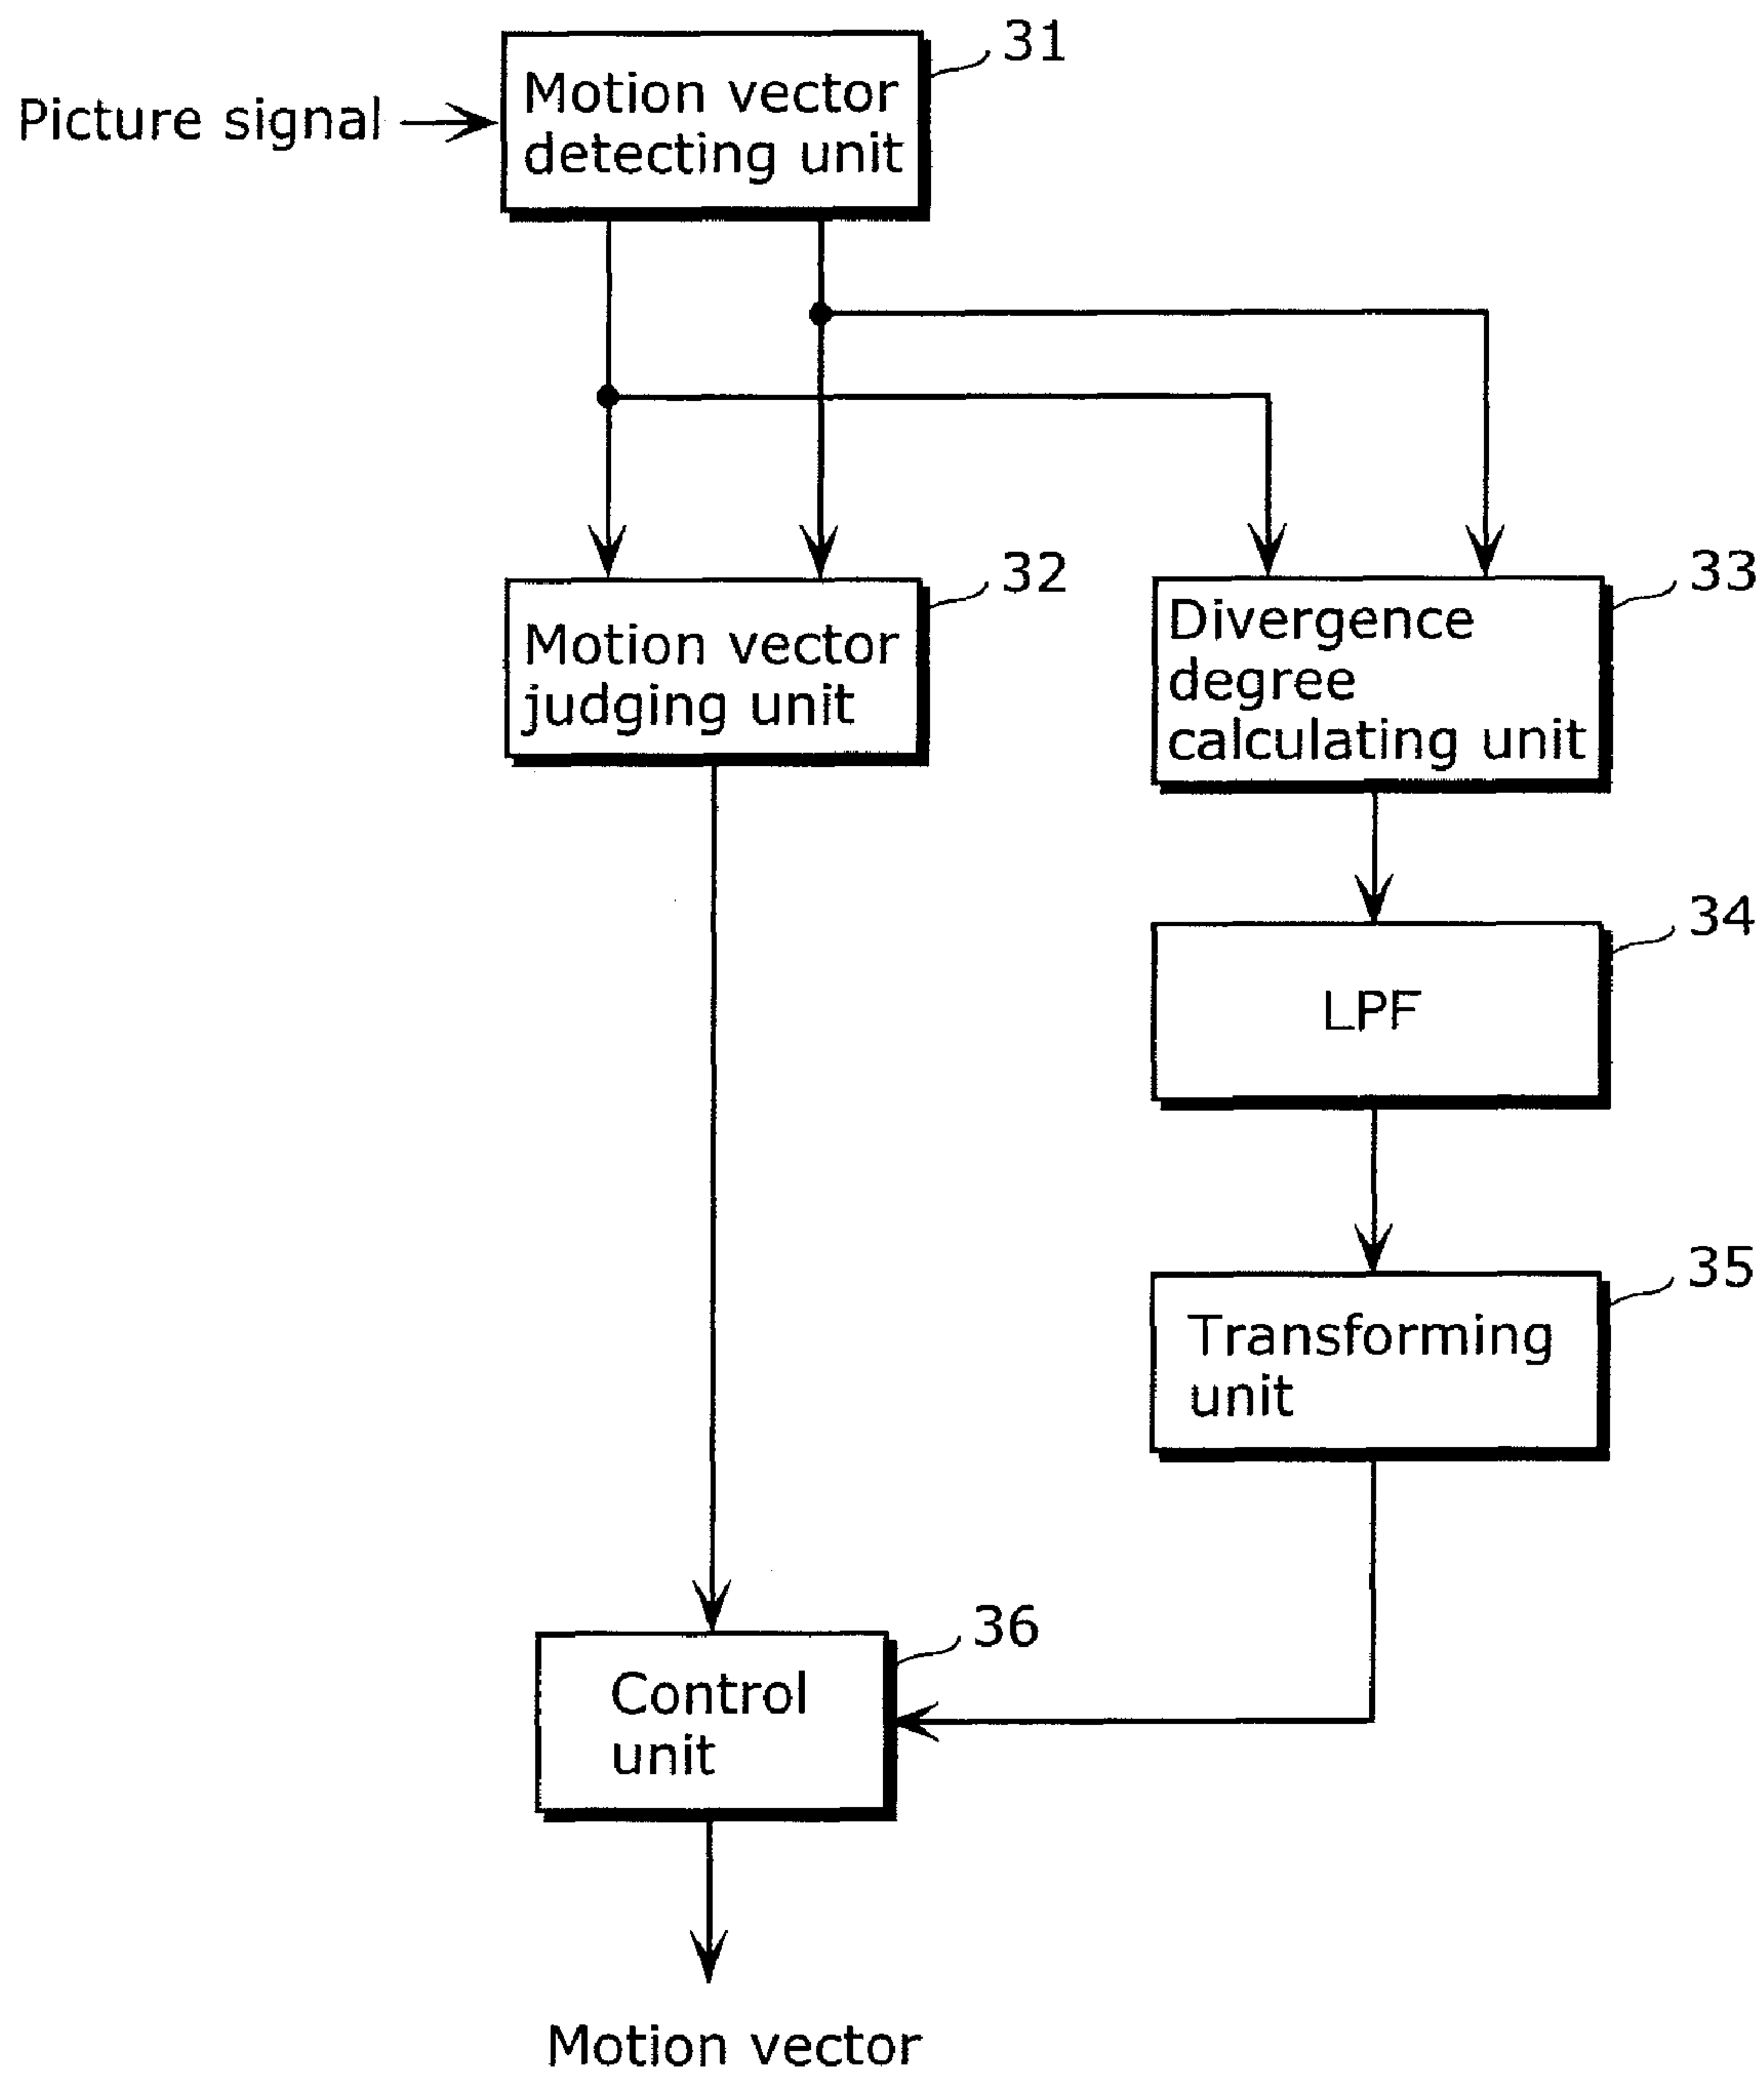 31
Picture signal
Motion vector
detecting unit
32
Motion vector
judging unit
33
Divergence
degree
calculating unit
34
LPF
35
Transforming
unit
36
Control
unit
Motion vector